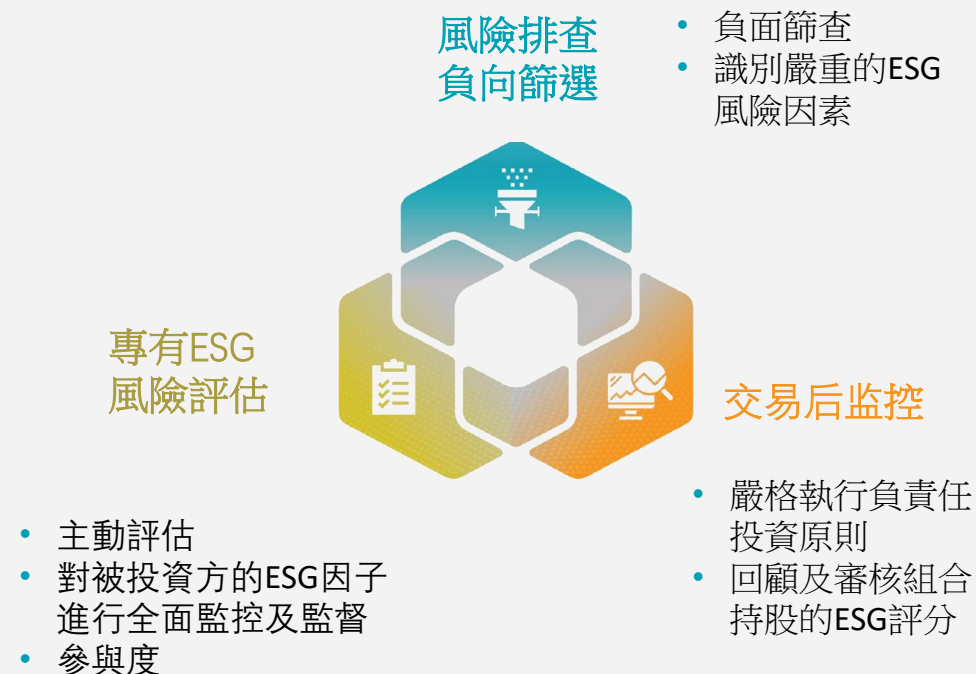 風險排查
負向篩選
• 負面篩查
• 識別嚴重的ESG
風險因素
專有ESG
風險評估
• 主動評估
• 對被投資方的ESG因子
進行全面監控及監督
• 參與度
交易后监控
• 嚴格執行負責任
投資原則
• 回顧及審核組合
持股的ESG評分